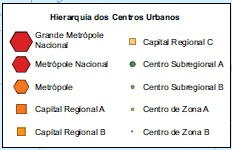 Hierarquia dos Centros Urbanos
Grande Metrópole
Nacional
Metrópole Nacional
Metrópole
Capital Regional A
Capital Regional B
Capital Regional C
Centro Subregional A
Centro Subregional B
Centro de Zona A
Centro de Zona B